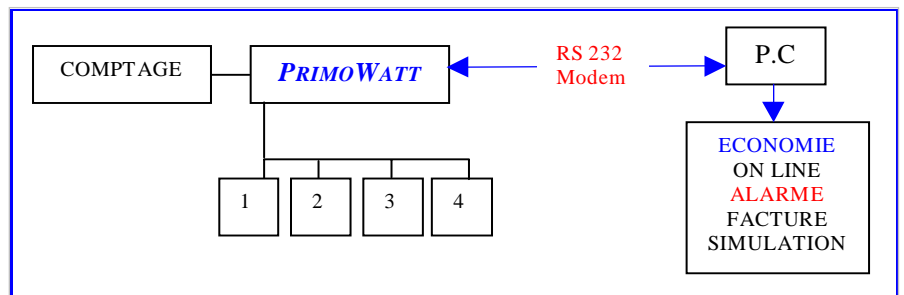 COMPTAGE
PRIMOWATT
RS 232
Modem
P.C
1 2 3 4
ECONOMIE
ON LINE
ALARME
FACTURE
SIMULATION